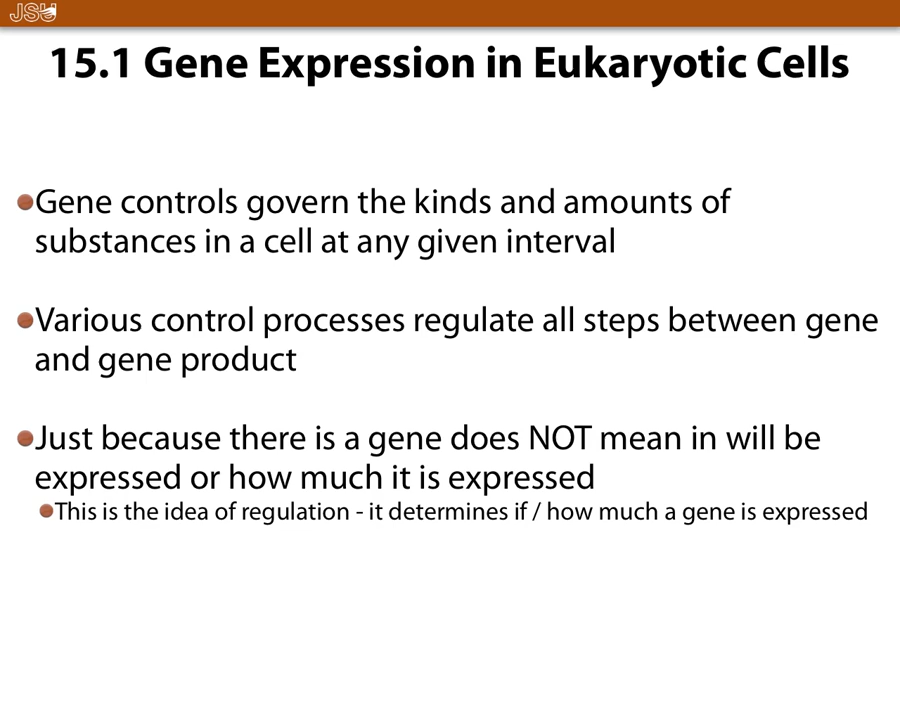 JSU
15.1 Gene Expression in Eukaryotic Cells
Gene controls govern the kinds and amounts of
substances in a cell at any given interval
Various control processes regulate all steps between gene
and gene product
Just because there is a gene does NOT mean in will be
expressed or how much it is expressed
This is the idea of regulation - it determines if / how much a gene is expressed